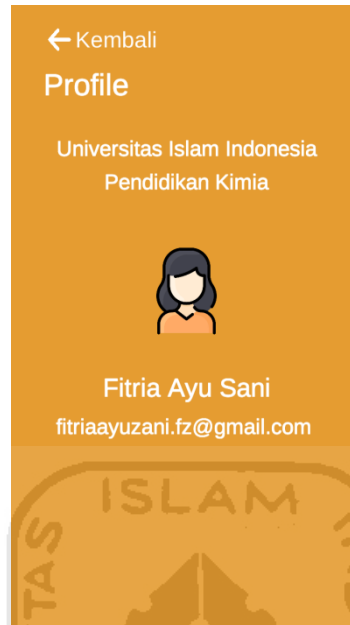 Kembali
Profile
Universitas Islam Indonesia
Pendidikan Kimia
Fitria Ayu Sani
fitriaayuzani.fz@gmail.com
ISLAM
TAS